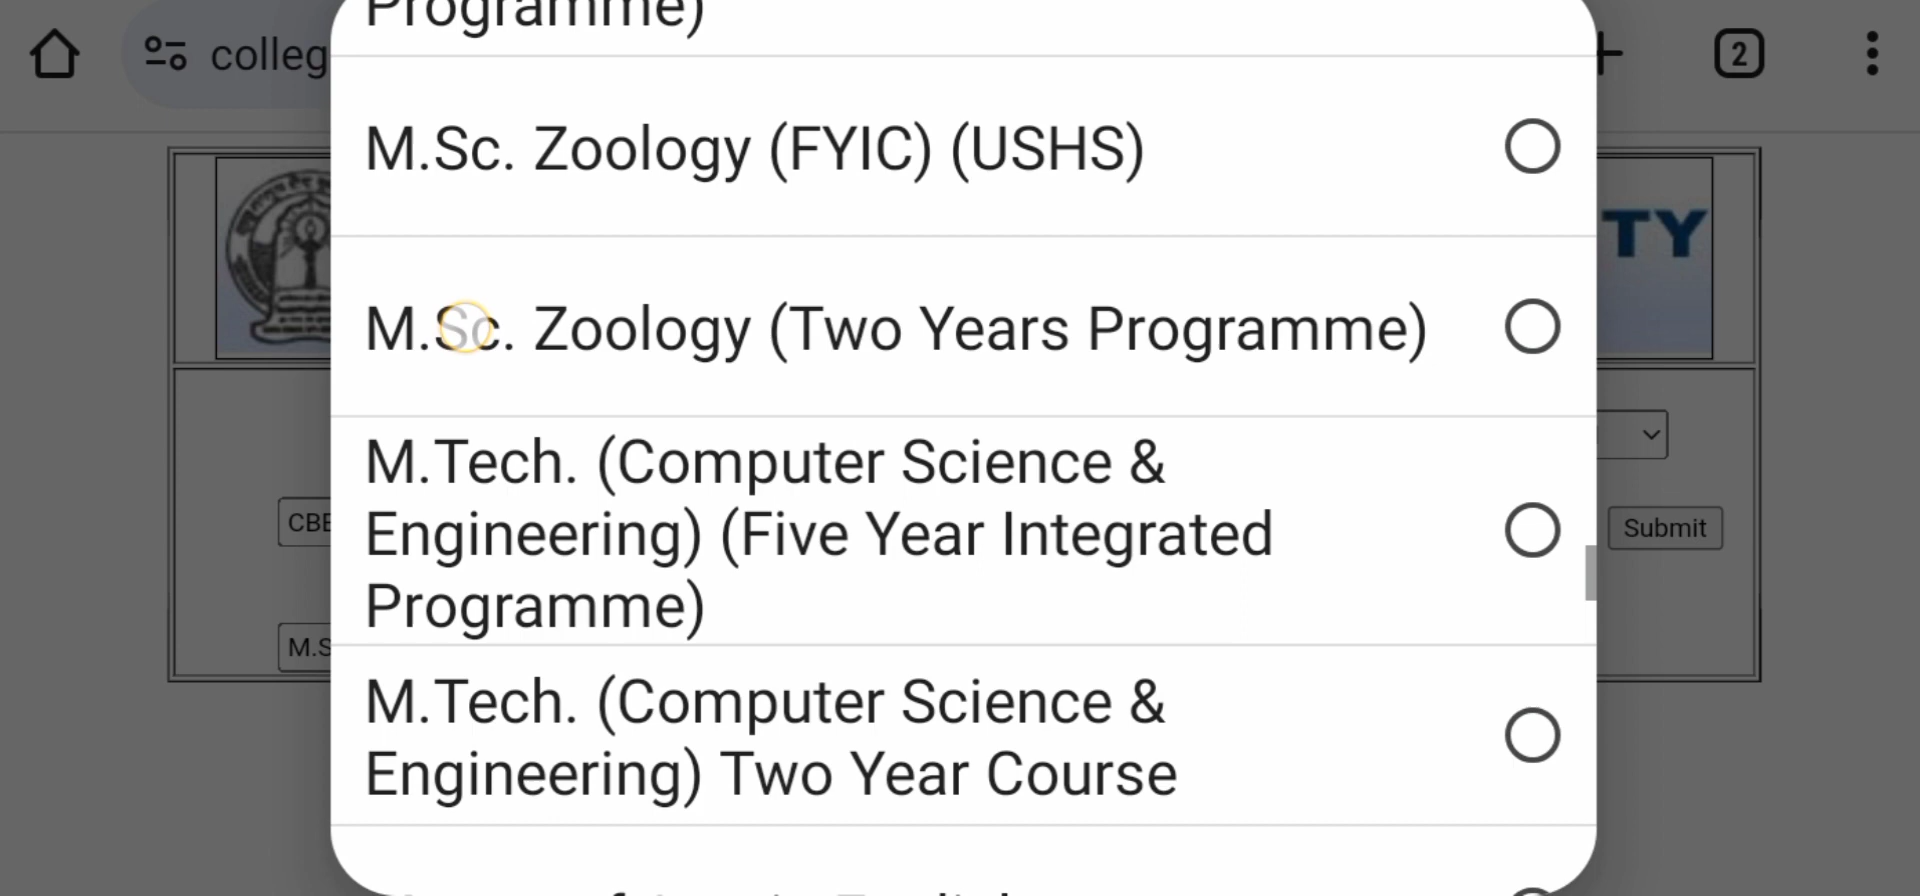 Programme)
colleg
2
M.Sc. Zoology (FYIC) (USHS)
TY
M.Sc. Zoology (Two Years Programme)
M.Tech. (Computer Science &
Engineering) (Five Year Integrated
Programme)
CBE
Submit
M.S
M.Tech. (Computer Science &
Engineering) Two Year Course